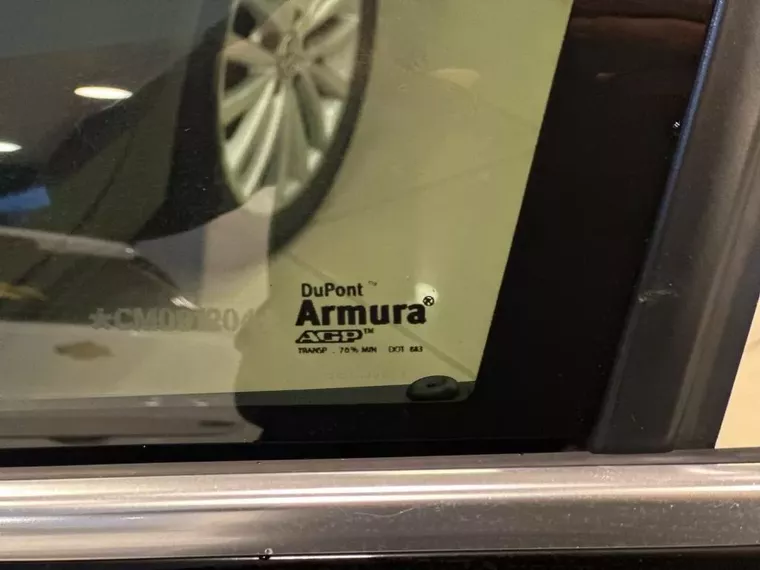 DuPont™
Armura®
AGP™
TRANSP . 70% MIN DOT 683